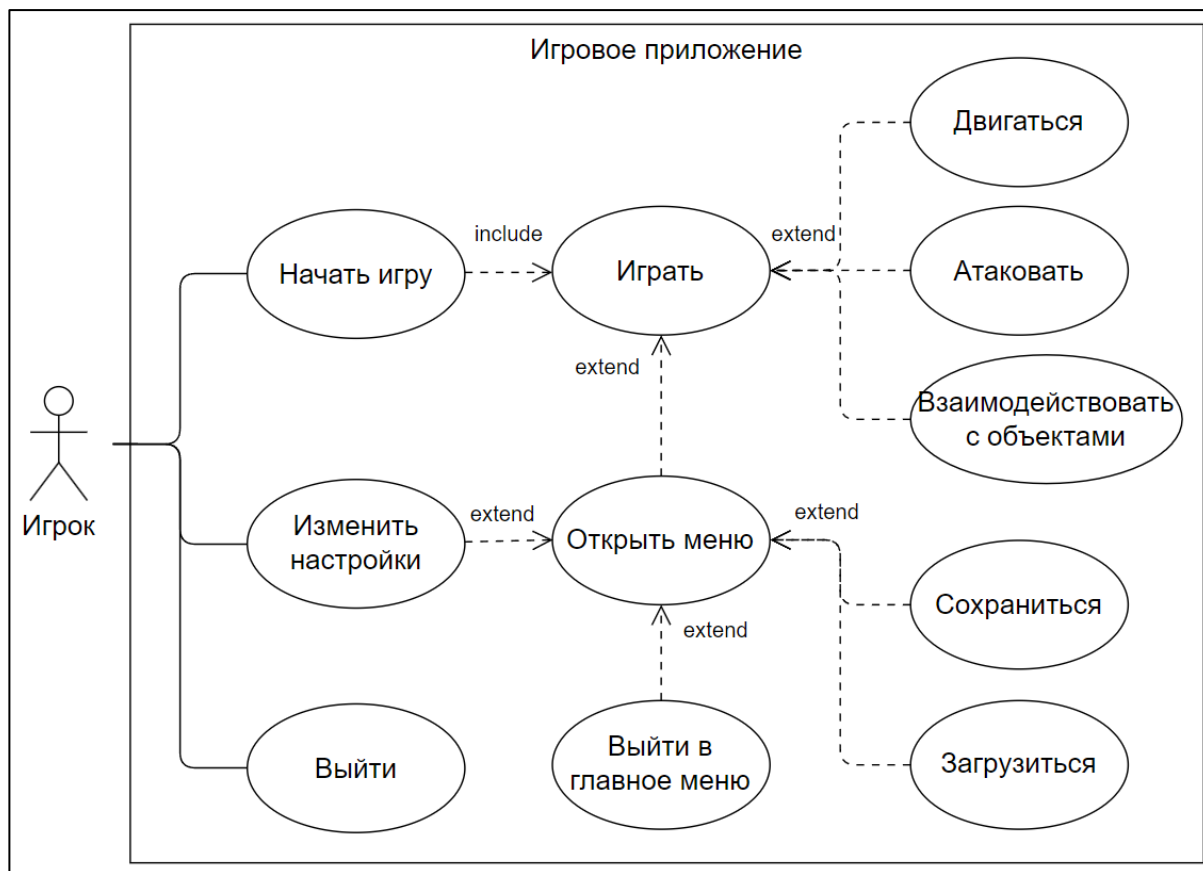 Игровое приложение
Двигаться
include
extend
Начать игру
Играть
Атаковать
extend
Взаимодействовать
с объектами
Игрок
Изменить
настройки
extend
Открыть меню
extend
Сохраниться
extend
Выйти
Выйти в
главное меню
Загрузиться